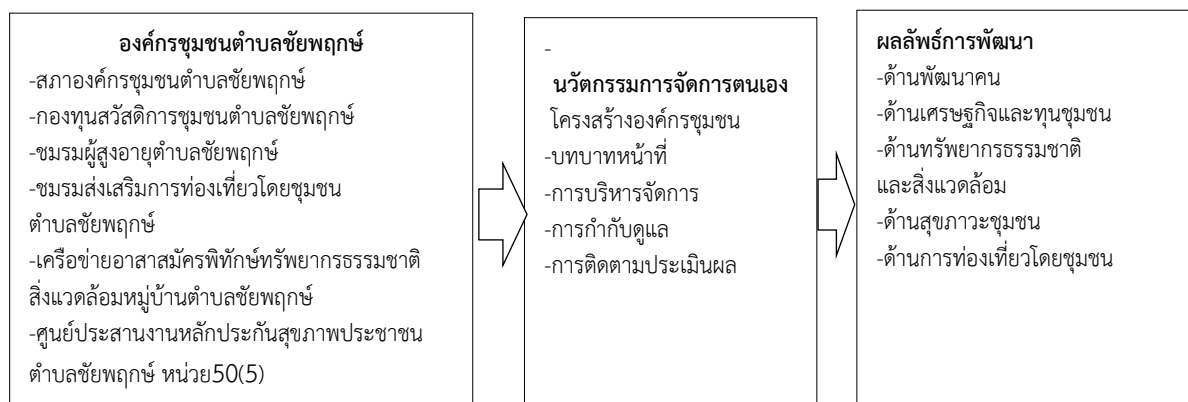 องค์กรชุมชนตำบลชัยพฤกษ์
-สภาองค์กรชุมชนตำบลชัยพฤกษ์
-กองทุนสวัสดิการชุมชนตำบลชัยพฤกษ์
-ชมรมผู้สูงอายุตำบลชัยพฤกษ์
-ชมรมส่งเสริมการท่องเที่ยวโดยชุมชน
ตำบลชัยพฤกษ์
-เครือข่ายอาสาสมัครพิทักษ์ทรัพยากรธรรมชาติ
สิ่งแวดล้อมหมู่บ้านตำบลชัยพฤกษ์
-ศูนย์ประสานงานหลักประกันสุขภาพประชาชน
ตำบลชัยพฤกษ์ หน่วย50(5)
-
นวัตกรรมการจัดการตนเอง
โครงสร้างองค์กรชุมชน
-บทบาทหน้าที่
-การบริหารจัดการ
-การกำกับดูแล
-การติดตามประเมินผล
ผลลัพธ์การพัฒนา
-ด้านพัฒนาคน
-ด้านเศรษฐกิจและทุนชุมชน
-ด้านทรัพยากรธรรมชาติ
และสิ่งแวดล้อม
-ด้านสุขภาวะชุมชน
-ด้านการท่องเที่ยวโดยชุมชน